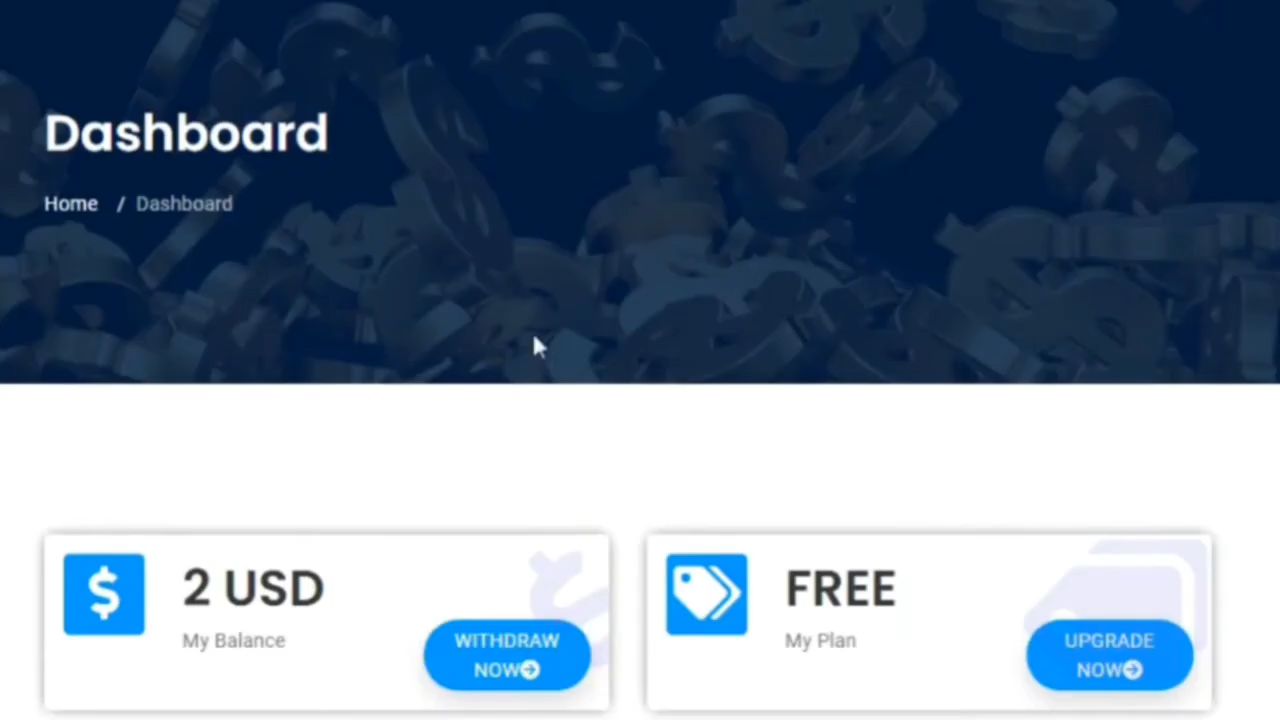 Dashboard
Home / Dashboard
2 USD
My Balance
WITHDRAW
NOW
FREE
My Plan
UPGRADE
NOW